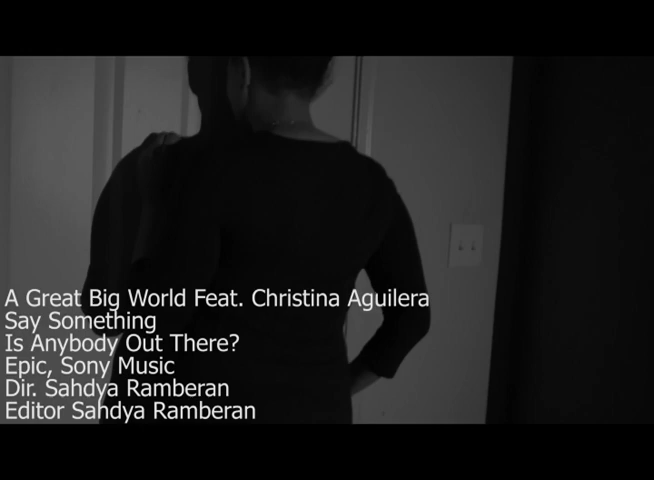 A Great Big World Feat. Christina Aguilera
Say Something
Is Anybody Out There?
Epic, Sony Music
Dir. Sahdya Ramberan
Editor Sahdya Ramberan